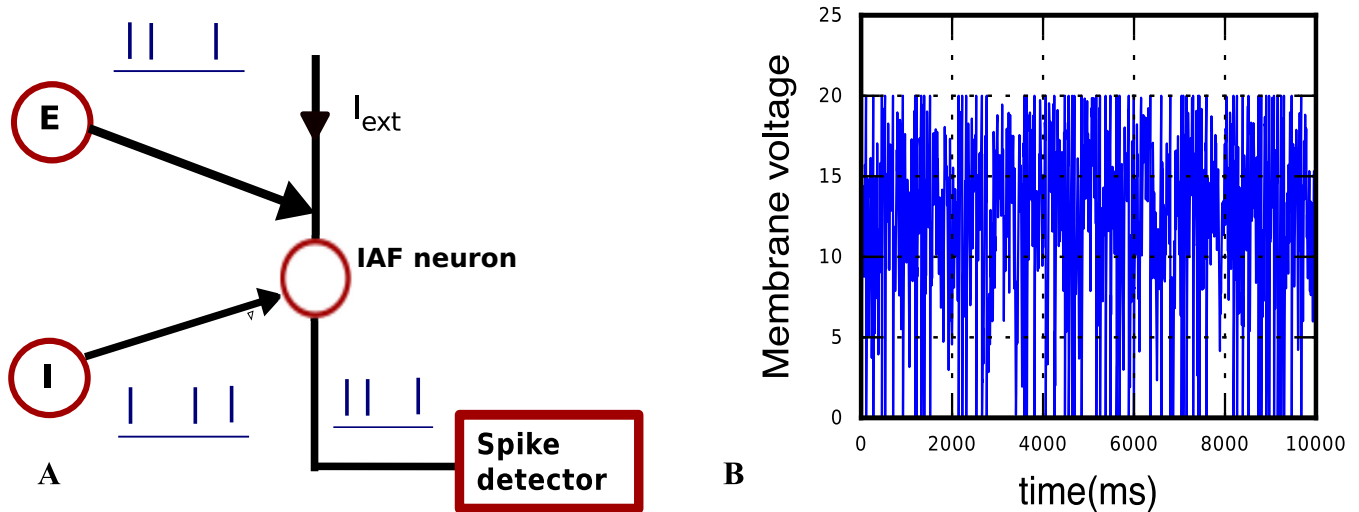 E
I
ext
IAF neuron
I
Spike
detector
A
25
20
15
10
5
0
Membrane voltage
0 2000 4000 6000 8000 10000
time(ms)
B